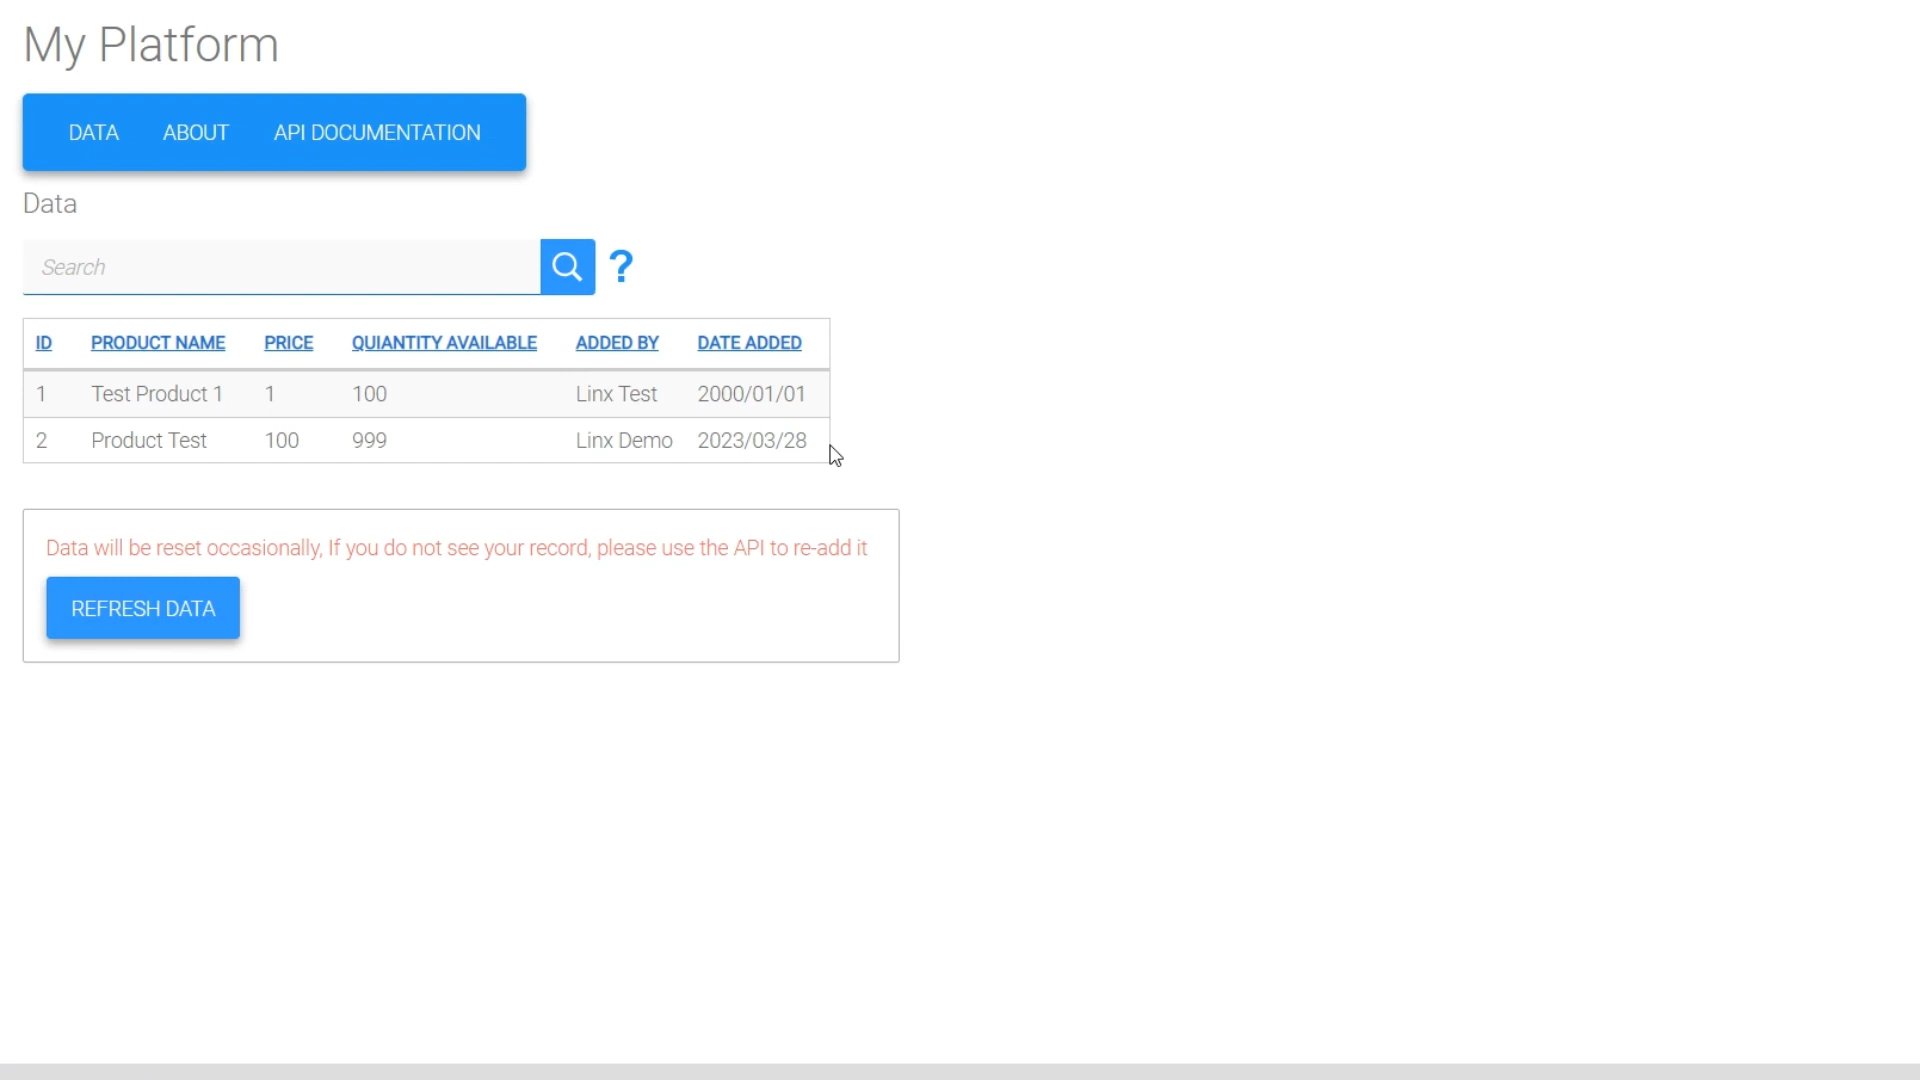 My Platform
DATA ABOUT API DOCUMENTATION
Data
Search ?
ID PRODUCT NAME PRICE QUIANTITY AVAILABLE ADDED BY DATE ADDED
1 Test Product 1 1 100 Linx Test 2000/01/01
2 Product Test 100 999 Linx Demo 2023/03/28
Data will be reset occasionally, If you do not see your record, please use the API to re-add it
REFRESH DATA